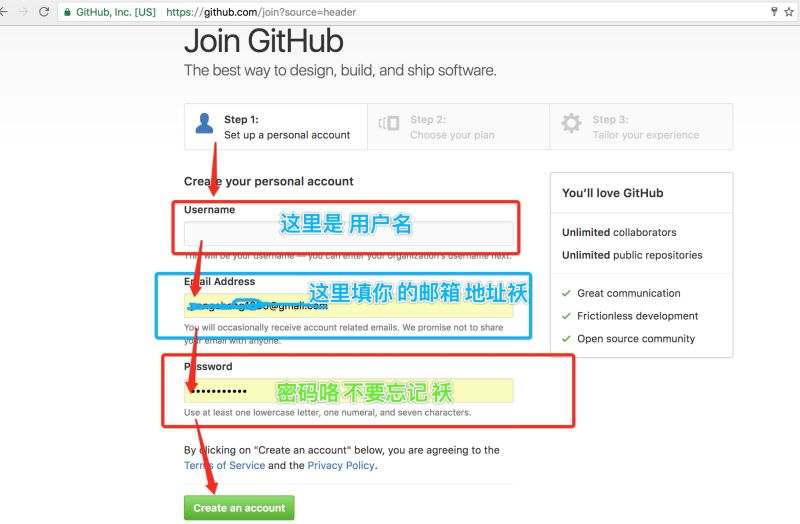 GitHub, Inc. [US] https://github.com/join?source=header
Join GitHub
The best way to design, build, and ship software.
Step 1:
Set up a personal account
Step 2:
Choose your plan
Step 3:
Tailor your experience
Create your personal account
Username
这里是 用户名
This will be your username — you can enter your organization's username next.
Email Address
这里填你 的邮箱 地址祆
@gmail.com
You will occasionally receive account related emails. We promise not to share
your email with anyone.
Password
密码咯 不要忘记 祆
Use at least one lowercase letter, one numeral, and seven characters.
By clicking on "Create an account" below, you are agreeing to the
Terms of Service and the Privacy Policy.
Create an account
You'll love GitHub
Unlimited collaborators
Unlimited public repositories
Great communication
Frictionless development
Open source community